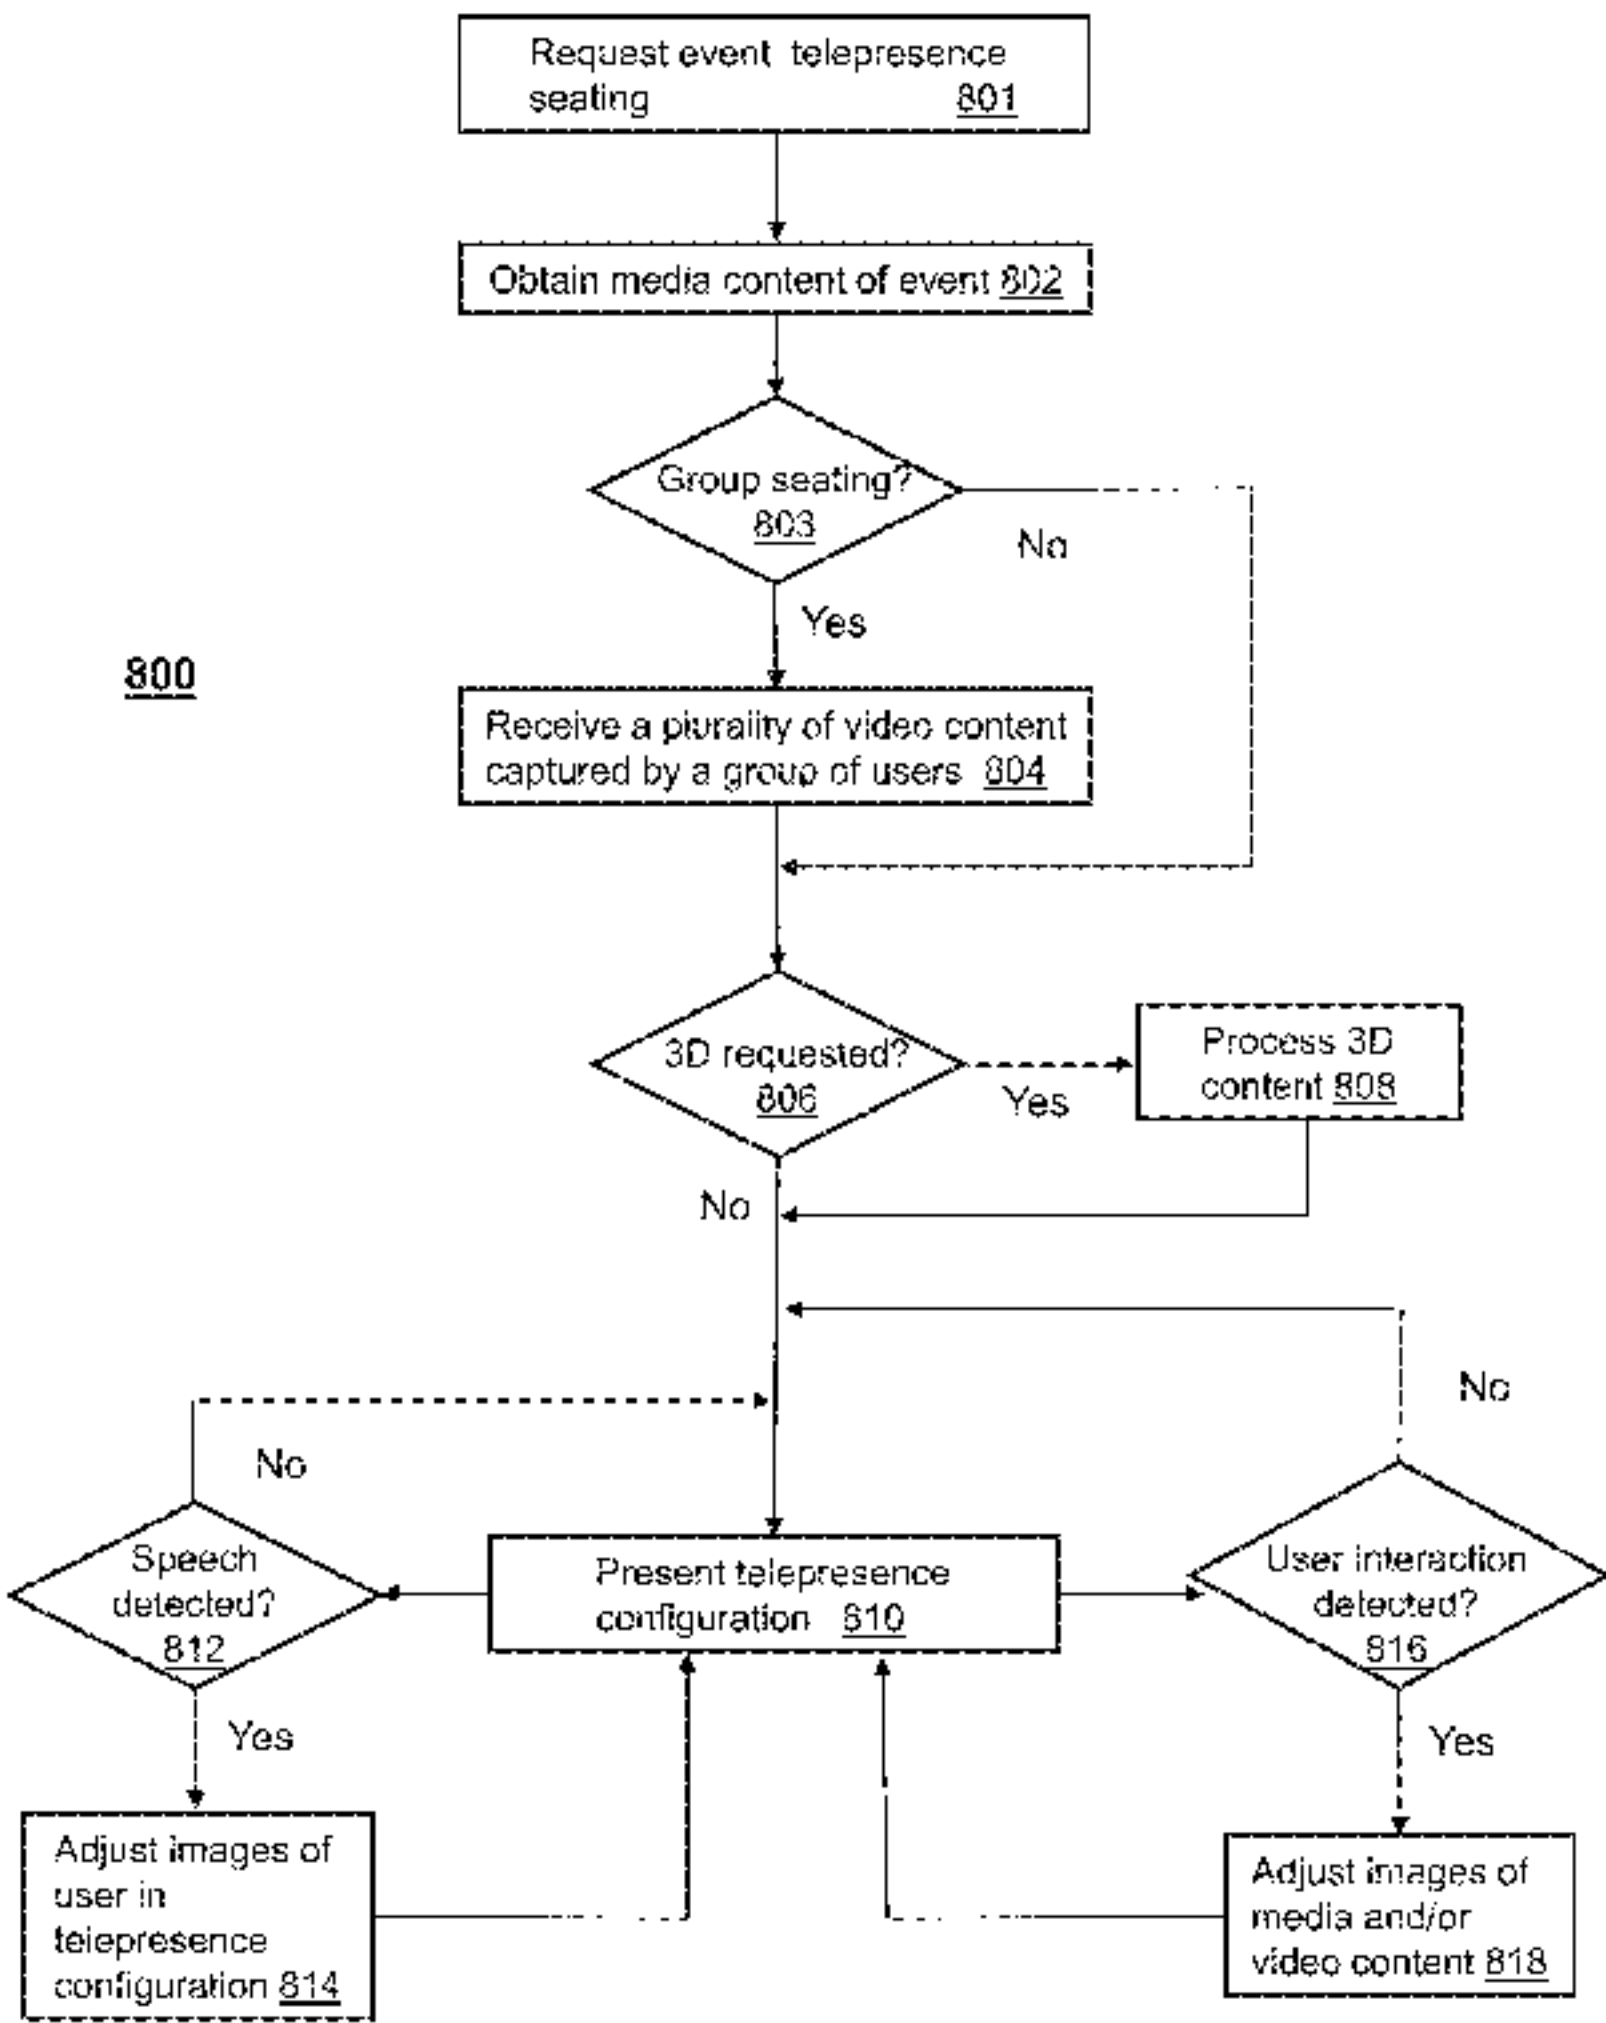 Request event telepresence
seating 801
Obtain media content of event 802
Group seating?
803
No
Yes
800
Receive a plurality of video content
captured by a group of users 804
3D requested?
806
Yes
Process 3D
content 808
No
No
No
Speech
detected?
812
Present telepresence
configuration 810
User interaction
detected?
816
Yes
Yes
Adjust images of
user in
telepresence
configuration 814
Adjust images of
media and/or
video content 818